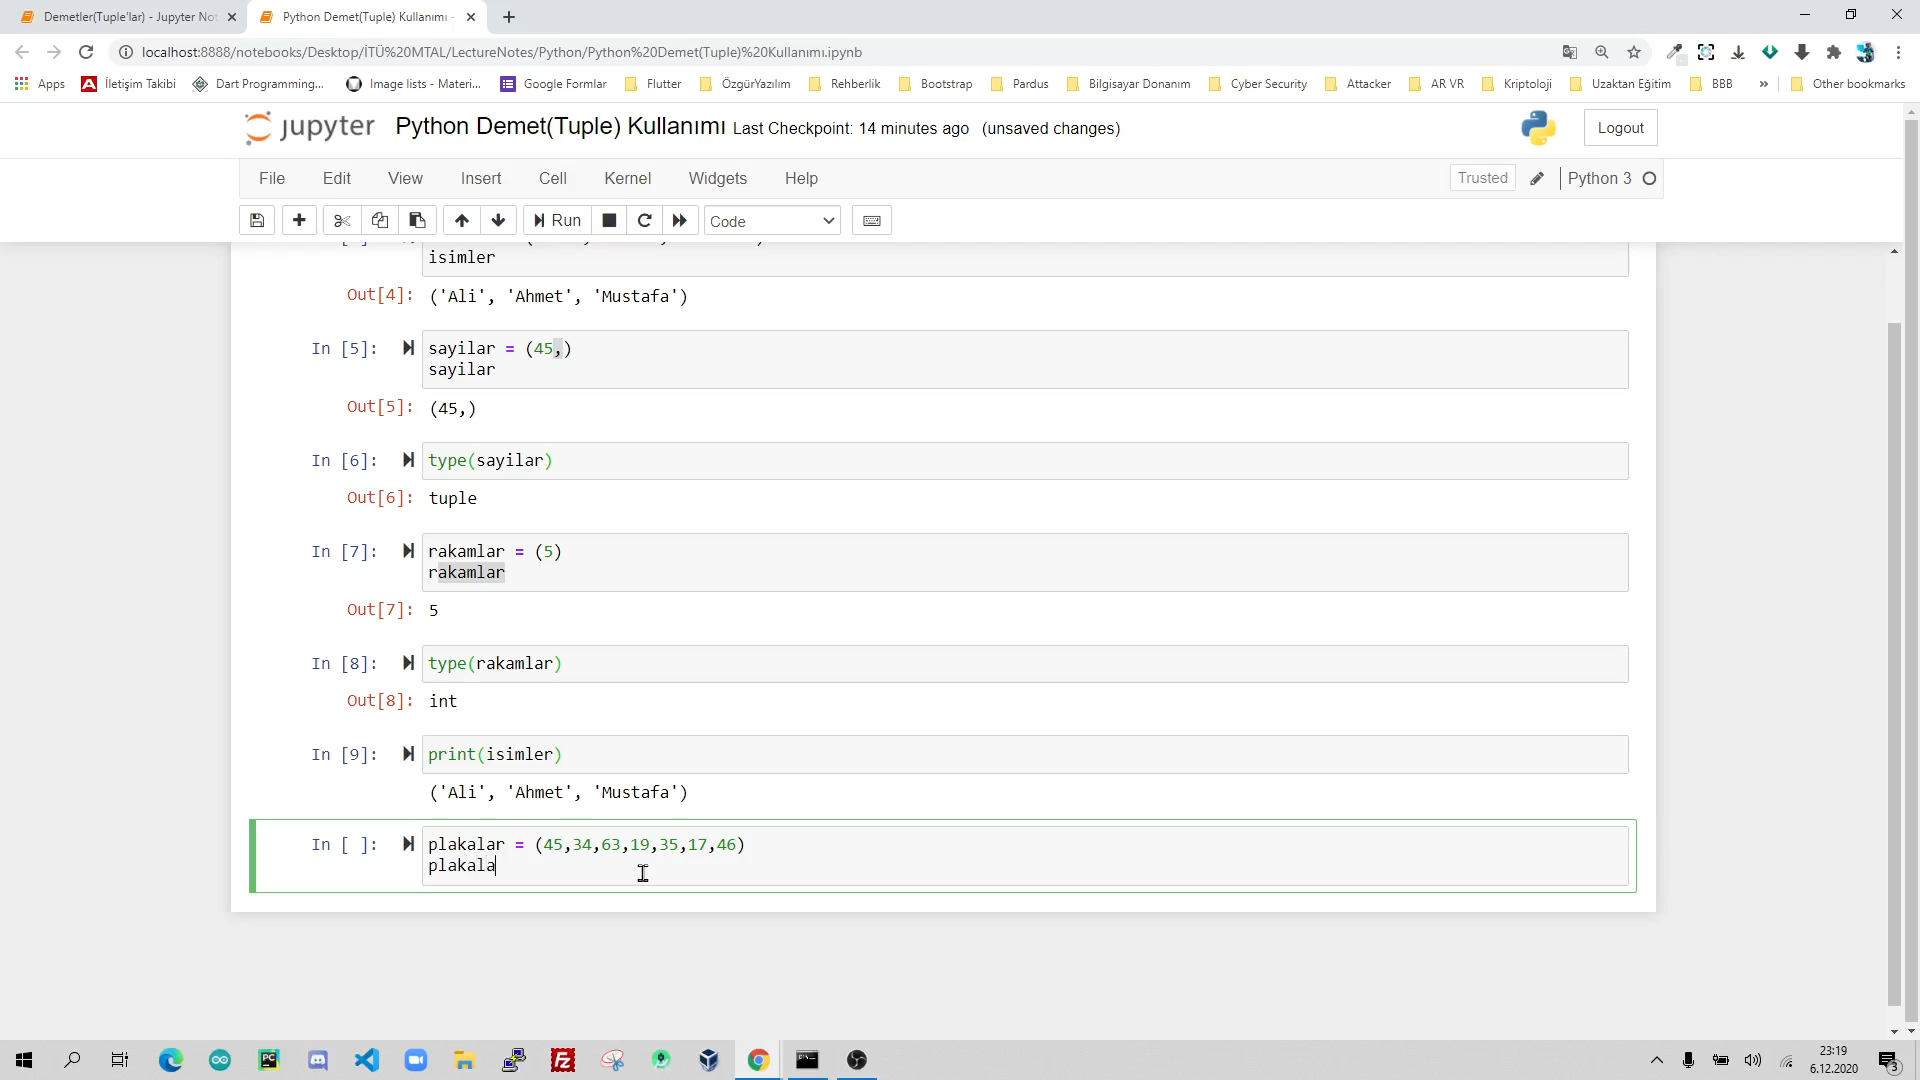 Demetler(Tuple'lar) - Jupyter Not
Python Demet(Tuple) Kullanımı -
localhost:8888/notebooks/Desktop/İTÜ%20MTAL/LectureNotes/Python/Python%20Demet(Tuple)%20Kullanımı.ipynb
Apps
İletişim Takibi
Dart Programming...
Image lists - Materi...
Google Formlar
Flutter
ÖzgürYazılım
Rehberlik
Bootstrap
Pardus
Bilgisayar Donanım
Cyber Security
Attacker
AR VR
Kriptoloji
Uzaktan Eğitim
BBB
»
Other bookmarks
jupyter Python Demet(Tuple) Kullanımı Last Checkpoint: 14 minutes ago (unsaved changes)
Logout
File Edit View Insert Cell Kernel Widgets Help
Trusted
Python 3
Run
Code
isimler
Out[4]: ('Ali', 'Ahmet', 'Mustafa')
In [5]: sayilar = (45,)
sayilar
Out[5]: (45,)
In [6]: type(sayilar)
Out[6]: tuple
In [7]: rakamlar = (5)
rakamlar
Out[7]: 5
In [8]: type(rakamlar)
Out[8]: int
In [9]: print(isimler)
('Ali', 'Ahmet', 'Mustafa')
In [ ]: plakalar = (45,34,63,19,35,17,46)
plakala
23:19
6.12.2020
3